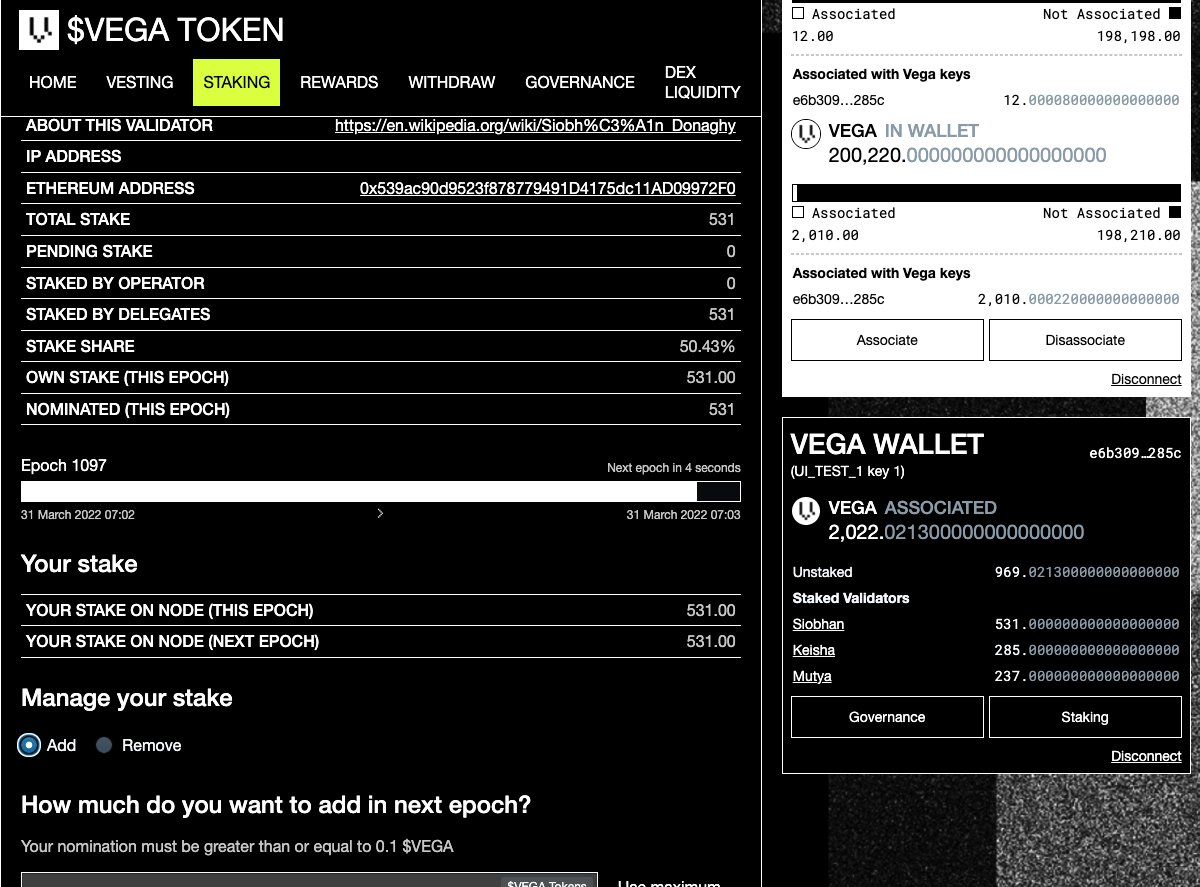 $VEGA TOKEN
HOME VESTING STAKING REWARDS WITHDRAW GOVERNANCE DEX LIQUIDITY
ABOUT THIS VALIDATOR https://en.wikipedia.org/wiki/Siobh%C3%A1n_Donaghy
IP ADDRESS
ETHEREUM ADDRESS 0x539ac90d9523f878779491D4175dc11AD09972F0
TOTAL STAKE 531
PENDING STAKE 0
STAKED BY OPERATOR 0
STAKED BY DELEGATES 531
STAKE SHARE 50.43%
OWN STAKE (THIS EPOCH) 531.00
NOMINATED (THIS EPOCH) 531
Epoch 1097 Next epoch in 4 seconds
31 March 2022 07:02 31 March 2022 07:03
Your stake
YOUR STAKE ON NODE (THIS EPOCH) 531.00
YOUR STAKE ON NODE (NEXT EPOCH) 531.00
Manage your stake
Add Remove
How much do you want to add in next epoch?
Your nomination must be greater than or equal to 0.1 $VEGA
$VEGA Tokens Use maximum
Associated Not Associated
12.00 198,198.00
Associated with Vega keys
e6b309…285c 12.000080000000000000
VEGA IN WALLET
200,220.000000000000000000
Associated Not Associated
2,010.00 198,210.00
Associated with Vega keys
e6b309…285c 2,010.000220000000000000
Associate Disassociate
Disconnect
VEGA WALLET e6b309…285c
(UI_TEST_1 key 1)
VEGA ASSOCIATED
2,022.021300000000000000
Unstaked 969.021300000000000000
Staked Validators
Siobhan 531.000000000000000000
Keisha 285.000000000000000000
Mutya 237.000000000000000000
Governance Staking
Disconnect